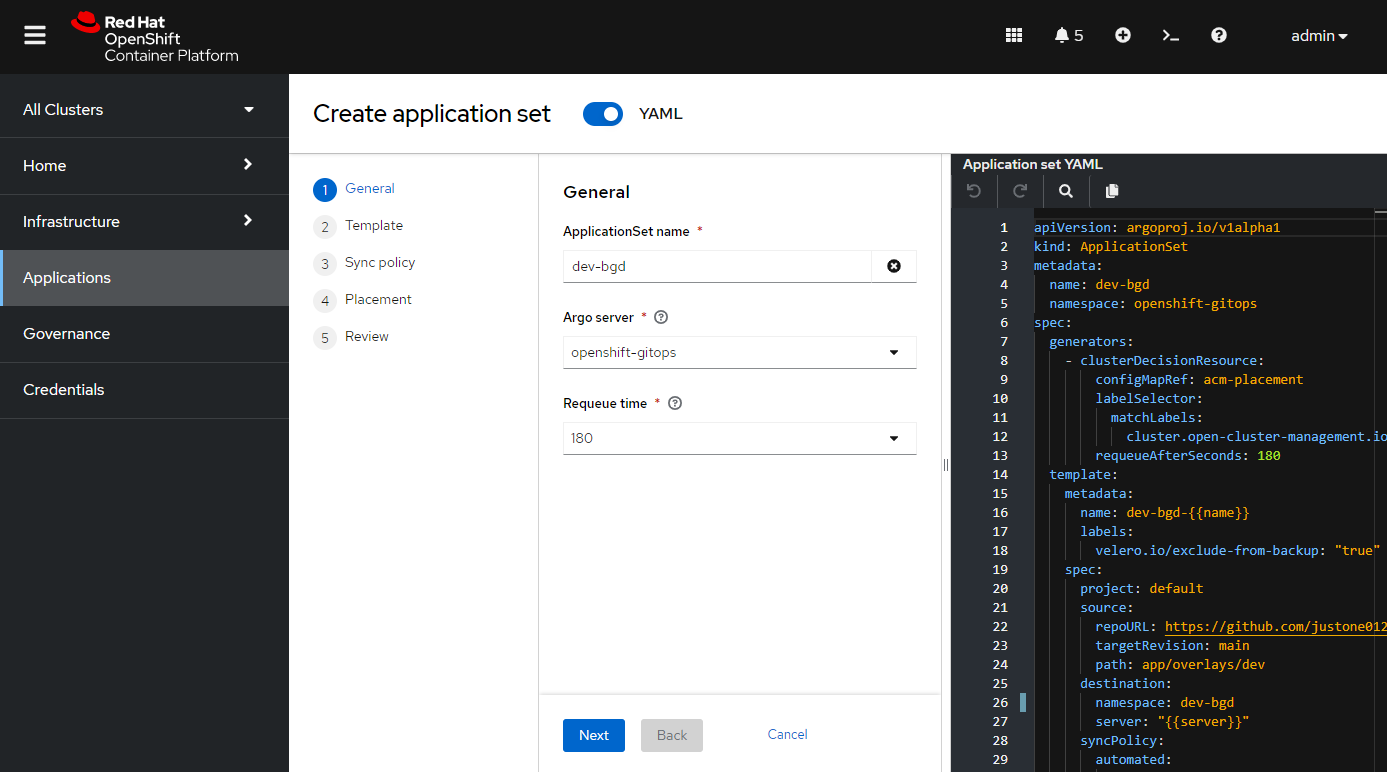 Red Hat
OpenShift
Container Platform
5
admin
All Clusters
Home
Infrastructure
Applications
Governance
Credentials
Create application set
YAML
1 General
2 Template
3 Sync policy
4 Placement
5 Review
General
ApplicationSet name *
dev-bgd
Argo server *
openshift-gitops
Requeue time *
180
Next
Back
Cancel
Application set YAML
1 apiVersion: argoproj.io/v1alpha1
2 kind: ApplicationSet
3 metadata:
4 name: dev-bgd
5 namespace: openshift-gitops
6 spec:
7 generators:
8 - clusterDecisionResource:
9 configMapRef: acm-placement
10 labelSelector:
11 matchLabels:
12 cluster.open-cluster-management.io
13 requeueAfterSeconds: 180
14 template:
15 metadata:
16 name: dev-bgd-{{name}}
17 labels:
18 velero.io/exclude-from-backup: "true"
19 spec:
20 project: default
21 source:
22 repoURL: https://github.com/justone012
23 targetRevision: main
24 path: app/overlays/dev
25 destination:
26 namespace: dev-bgd
27 server: "{{server}}"
28 syncPolicy:
29 automated: